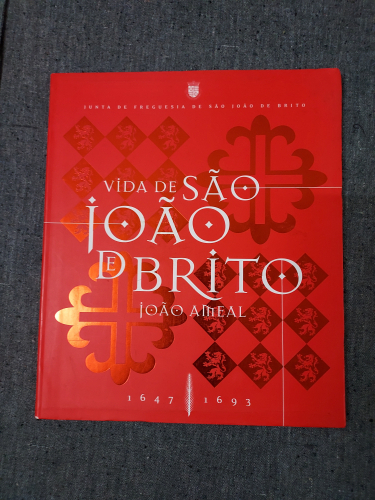 JUNTA DE FREGUESIA DE SÃO JOÃO DE BRITO
VIDA DE SÃO
JOÃO
DE BRITO
JOÃO AMEAL
1647 1693